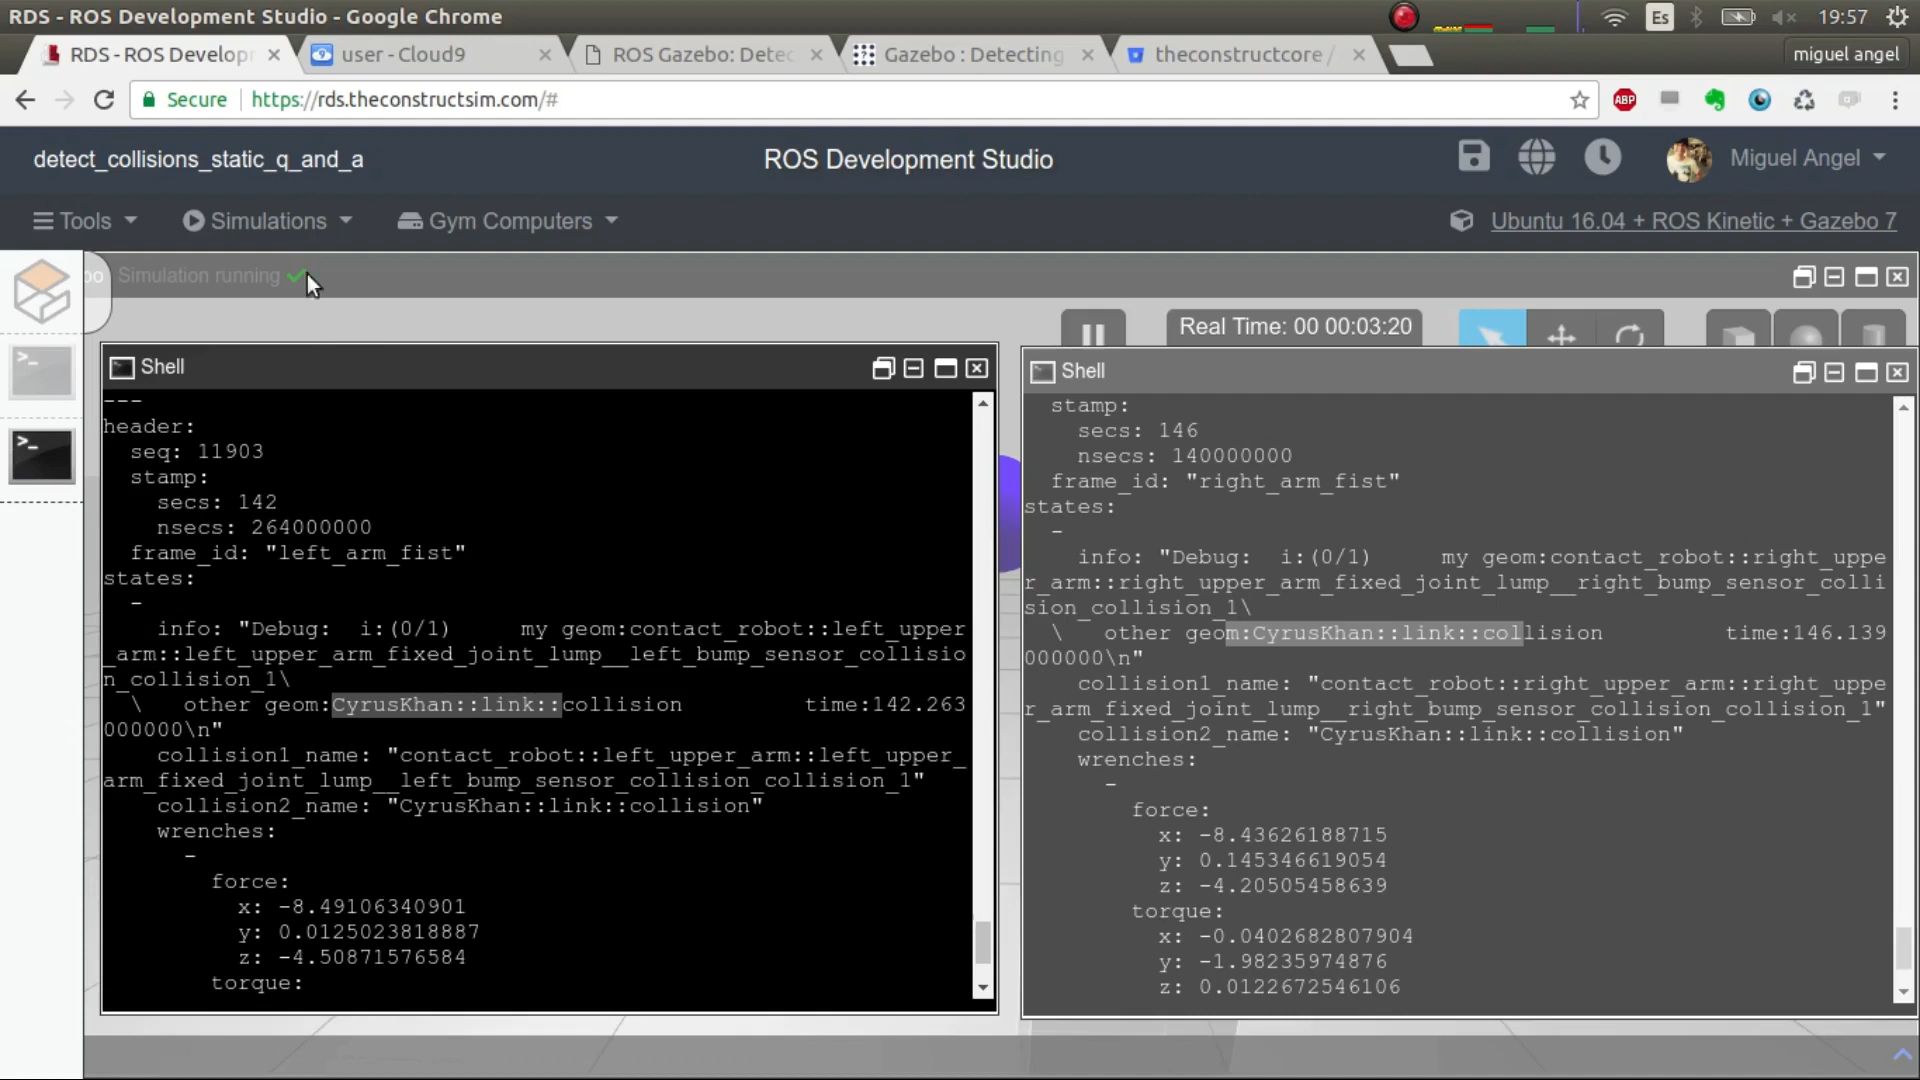 RDS - ROS Development Studio - Google Chrome
Es
19:57
RDS - ROS Develop
user - Cloud9
ROS Gazebo: Detec
Gazebo : Detecting
theconstructcore /
miguel angel
Secure
https://rds.theconstructsim.com/#
ABP
detect_collisions_static_q_and_a
ROS Development Studio
Miguel Angel
Tools
Simulations
Gym Computers
Ubuntu 16.04 + ROS Kinetic + Gazebo 7
bo
Simulation running
Real Time: 00 00:03:20
Shell
---
header:
seq: 11903
stamp:
secs: 142
nsecs: 264000000
frame_id: "left_arm_fist"
states:
-
info: "Debug:  i:(0/1)     my geom:contact_robot::left_upper
_arm::left_upper_arm_fixed_joint_lump__left_bump_sensor_collisio
n_collision_1\
\   other geom:CyrusKhan::link::collision         time:142.263
000000\n"
collision1_name: "contact_robot::left_upper_arm::left_upper_
arm_fixed_joint_lump__left_bump_sensor_collision_collision_1"
collision2_name: "CyrusKhan::link::collision"
wrenches:
-
force:
x: -8.49106340901
y: 0.0125023818887
z: -4.50871576584
torque:
Shell
stamp:
secs: 146
nsecs: 140000000
frame_id: "right_arm_fist"
states:
-
info: "Debug:  i:(0/1)     my geom:contact_robot::right_uppe
r_arm::right_upper_arm_fixed_joint_lump__right_bump_sensor_colli
sion_collision_1\
\   other geom:CyrusKhan::link::collision         time:146.139
000000\n"
collision1_name: "contact_robot::right_upper_arm::right_uppe
r_arm_fixed_joint_lump__right_bump_sensor_collision_collision_1"
collision2_name: "CyrusKhan::link::collision"
wrenches:
-
force:
x: -8.43626188715
y: 0.145346619054
z: -4.20505458639
torque:
x: -0.0402682807904
y: -1.98235974876
z: 0.0122672546106